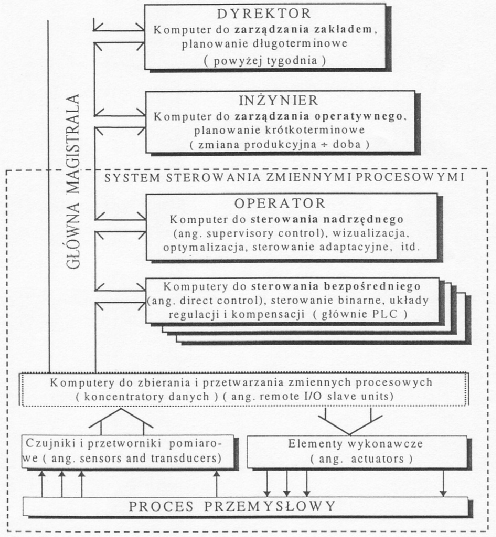 DYREKTOR
Komputer do zarządzania zakładem,
planowanie długoterminowe
( powyżej tygodnia )
INŻYNIER
Komputer do zarządzania operatywnego,
planowanie krótkoterminowe
( zmiana produkcyjna ÷ doba )
GŁÓWNA MAGISTRALA
SYSTEM STEROWANIA ZMIENNYMI PROCESOWYMI
OPERATOR
Komputer do sterowania nadrzędnego
(ang. supervisory control), wizualizacja,
optymalizacja, sterowanie adaptacyjne, itd.
Komputery do sterowania bezpośredniego
(ang. direct control), sterowanie binarne, układy
regulacji i kompensacji ( głównie PLC )
Komputery do zbierania i przetwarzania zmiennych procesowych
( koncentratory danych ) ( ang. remote I/O slave units)
Czujniki i przetworniki pomiaro-
we ( ang. sensors and transducers)
Elementy wykonawcze
( ang. actuators )
PROCES PRZEMYSŁOWY